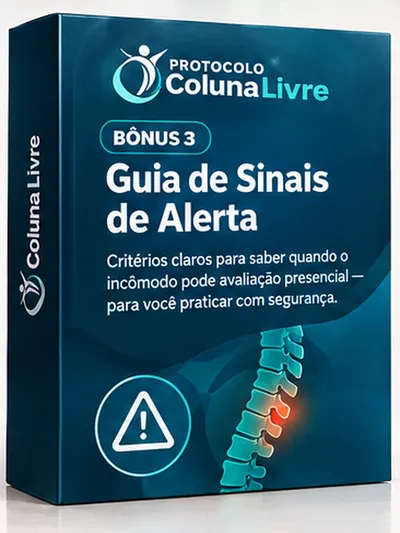 PROTOCOLO
ColunaLivre
BÔNUS 3
Guia de Sinais
de Alerta
Critérios claros para saber quando o
incômodo pode avaliação presencial —
para você praticar com segurança.
ColunaLivre